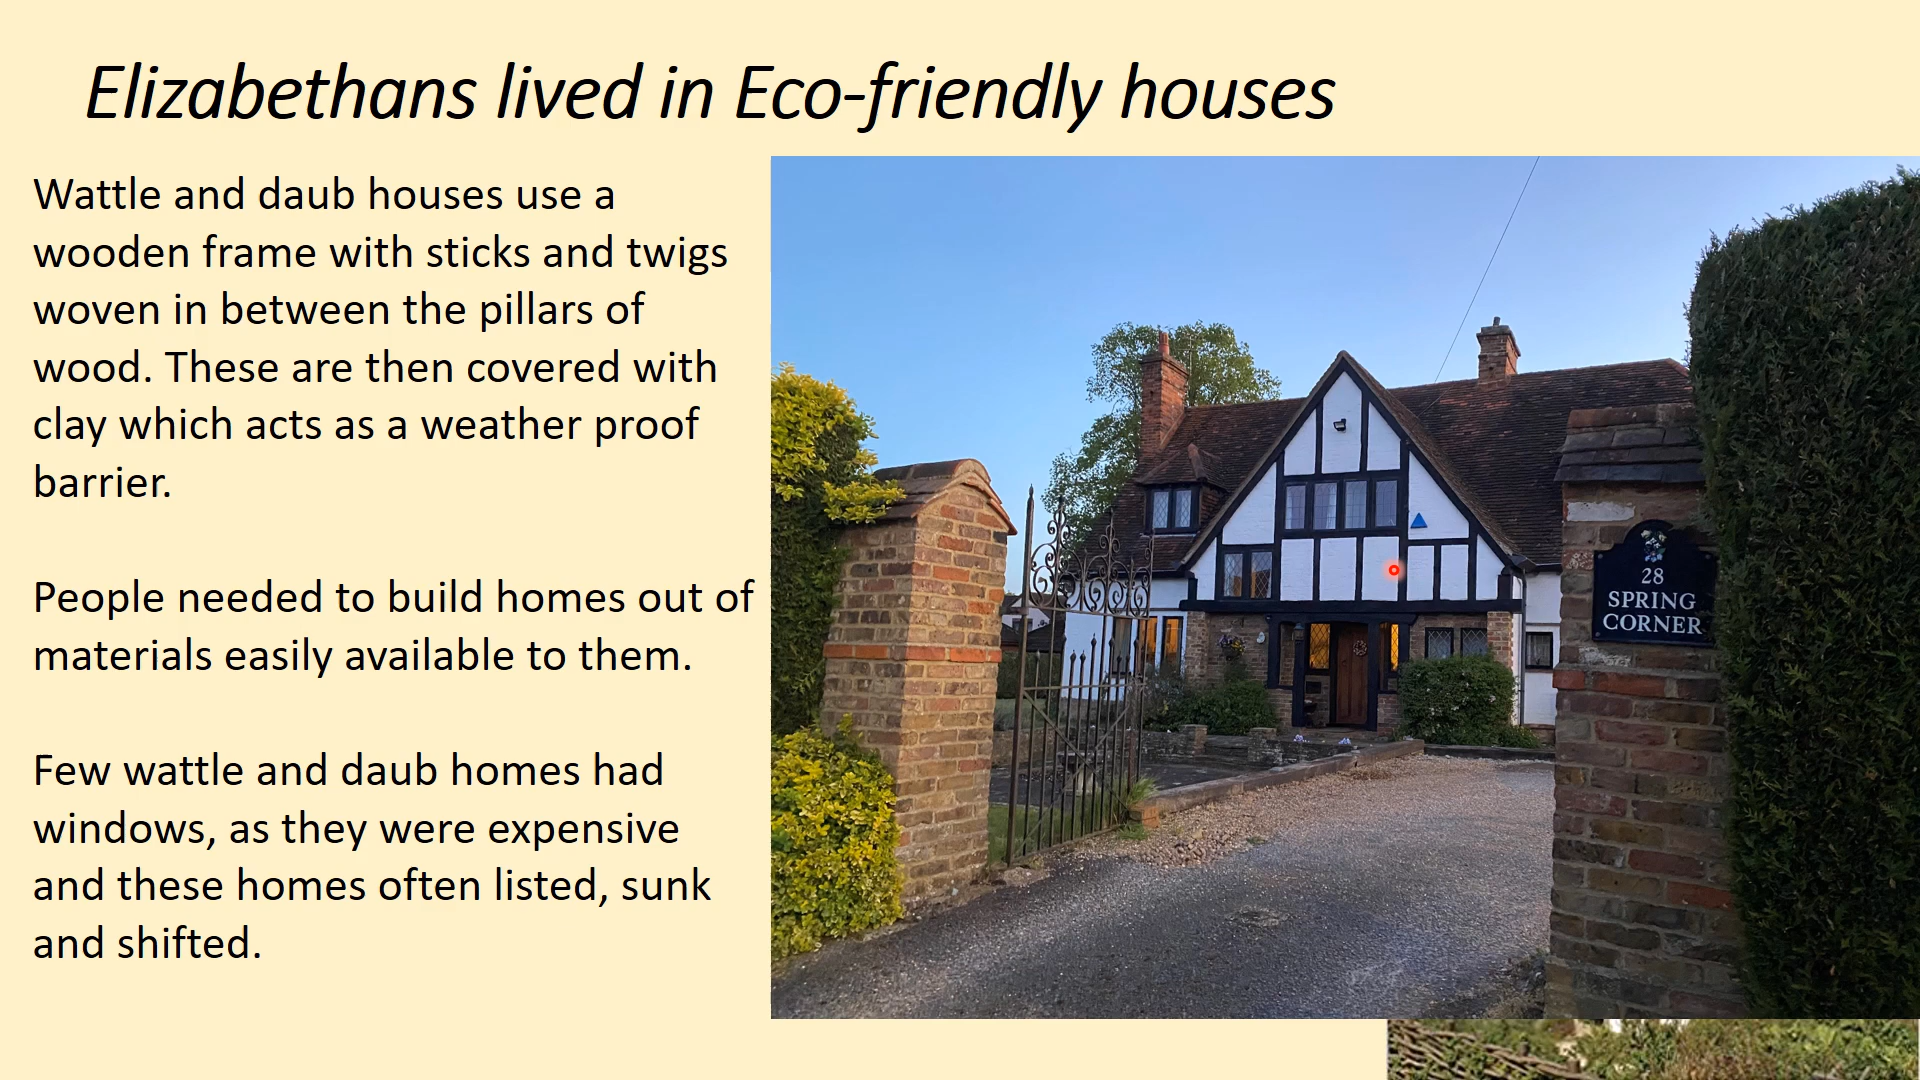 Elizabethans lived in Eco-friendly houses
Wattle and daub houses use a
wooden frame with sticks and twigs
woven in between the pillars of
wood. These are then covered with
clay which acts as a weather proof
barrier.
People needed to build homes out of
materials easily available to them.
Few wattle and daub homes had
windows, as they were expensive
and these homes often listed, sunk
and shifted.
28
SPRING
CORNER